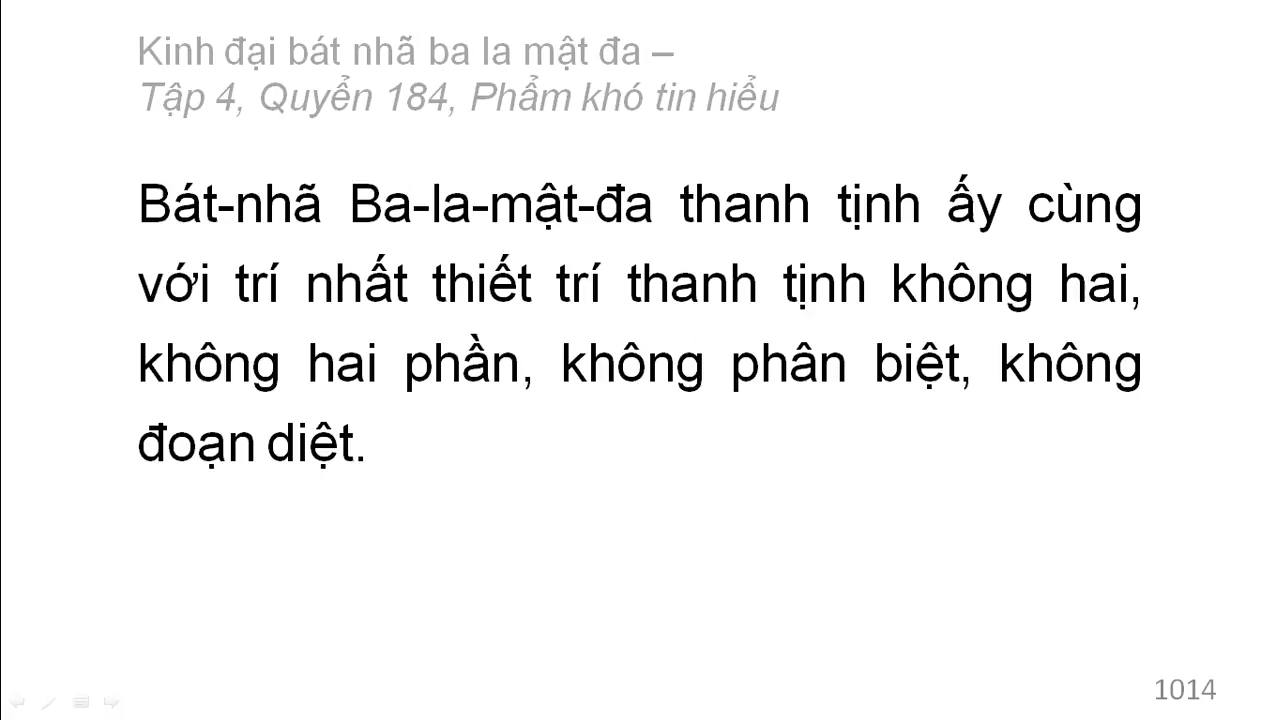 Kinh đại bát nhã ba la mật đa –
Tập 4, Quyển 184, Phẩm khó tin hiểu
Bát-nhã Ba-la-mật-đa thanh tịnh ấy cùng
với trí nhất thiết trí thanh tịnh không hai,
không hai phần, không phân biệt, không
đoạn diệt.
1014